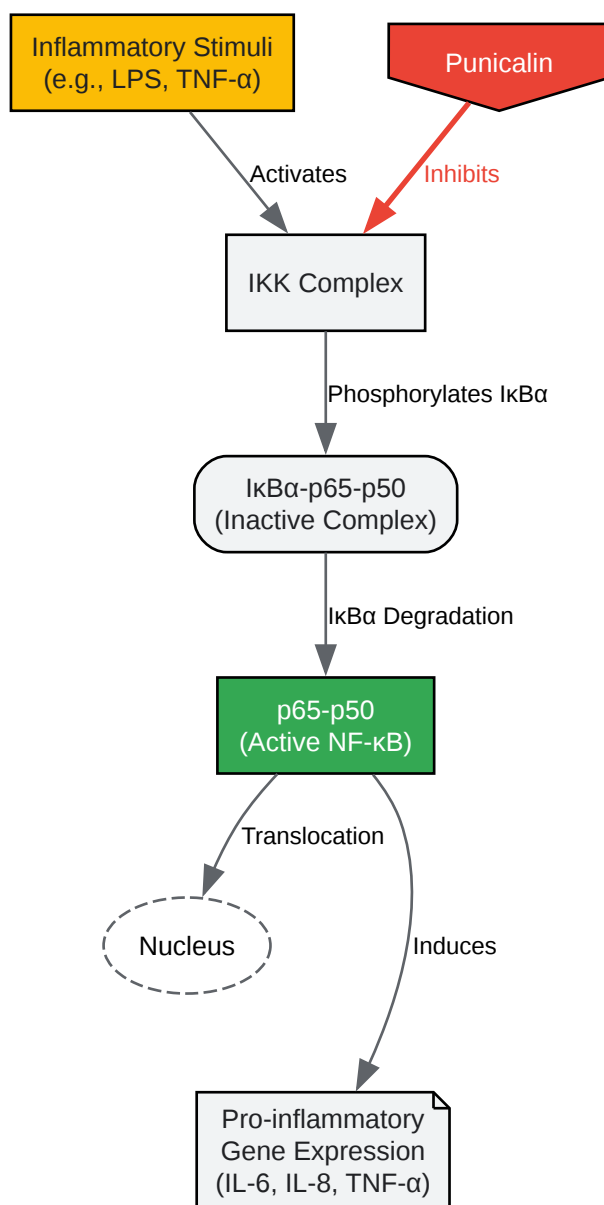 Inflammatory Stimuli
(e.g., LPS, TNF-α)
Punicalin
Activates
Inhibits
IKK Complex
Phosphorylates IκBα
IκBα-p65-p50
(Inactive Complex)
IκBα Degradation
p65-p50
(Active NF-κB)
Translocation
Nucleus
Induces
Pro-inflammatory
Gene Expression
(IL-6, IL-8, TNF-α)